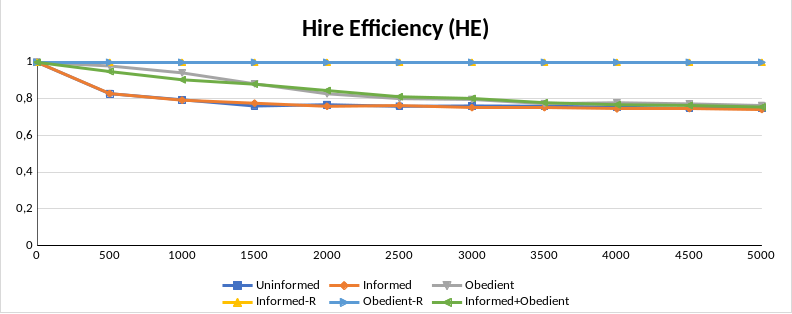 Hire Efficiency (HE)
1
0,8
0,6
0,4
0,2
0
0 500 1000 1500 2000 2500 3000 3500 4000 4500 5000
Uninformed Informed Obedient
Informed-R Obedient-R Informed+Obedient